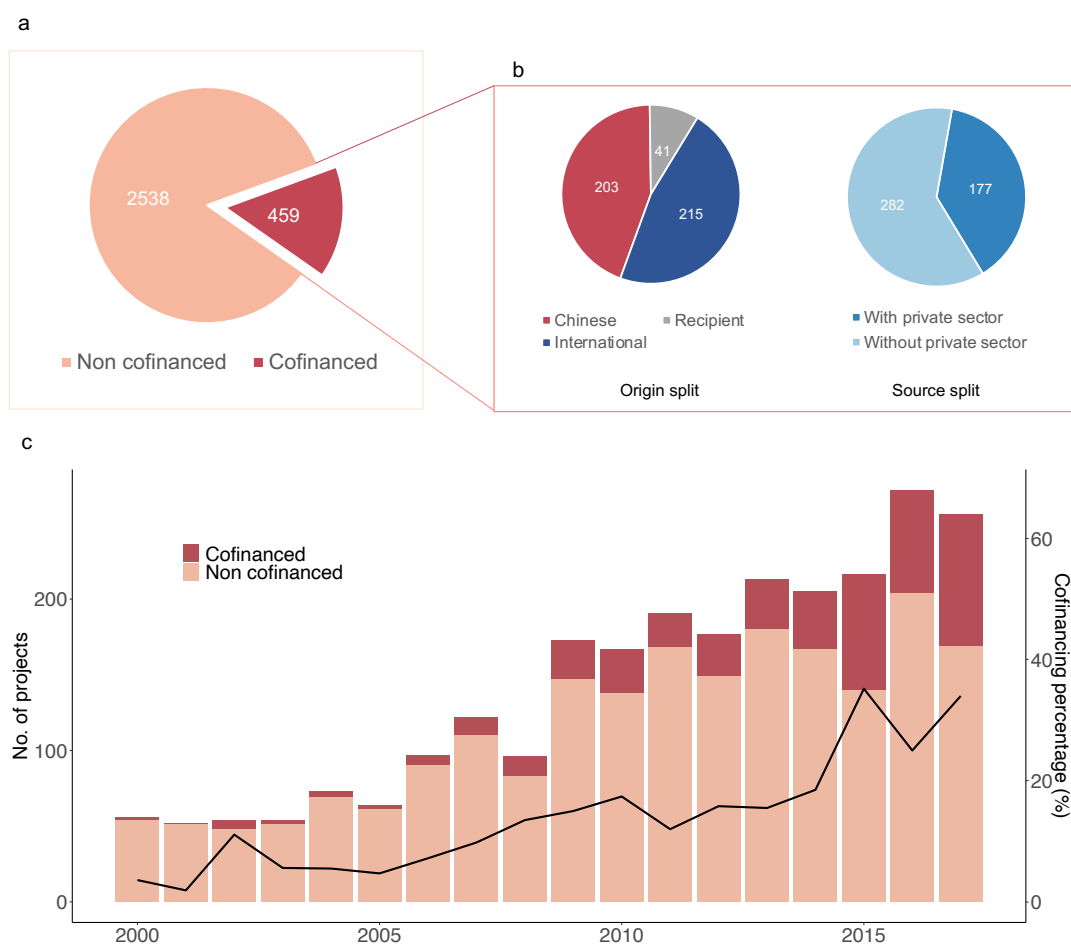 a
2538
459
Non cofinanced
Cofinanced
b
203
41
215
282
177
Chinese
Recipient
International
With private sector
Without private sector
Origin split
Source split
c
Cofinanced
Non cofinanced
No. of projects
0
100
200
Cofinancing percentage (%)
0
20
40
60
2000
2005
2010
2015